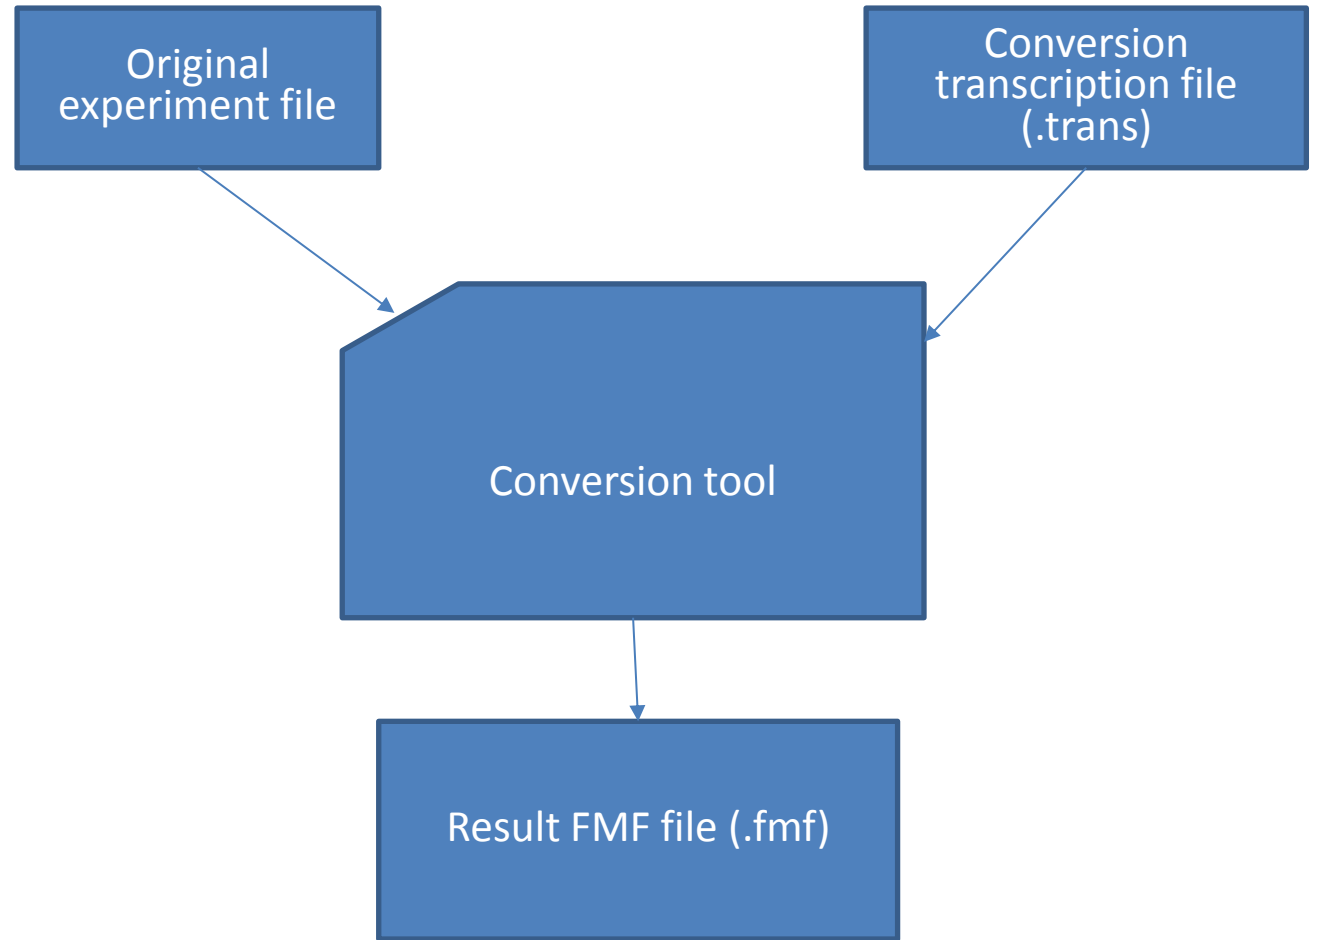 Original
experiment file
Conversion
transcription file
(.trans)
Conversion tool
Result FMF file (.fmf)